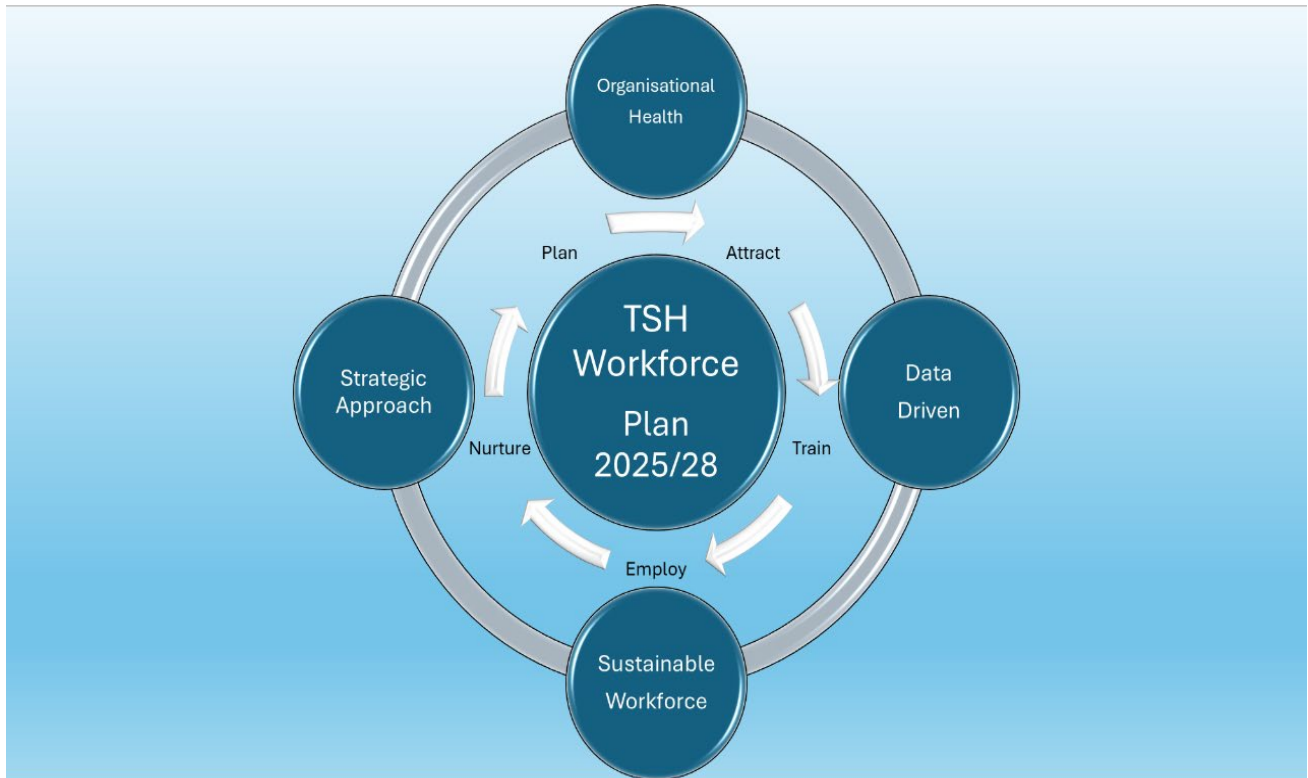 Organisational
Health
Plan
Attract
TSH
Workforce
Plan
2025/28
Strategic
Approach
Data
Driven
Nurture
Train
Employ
Sustainable
Workforce